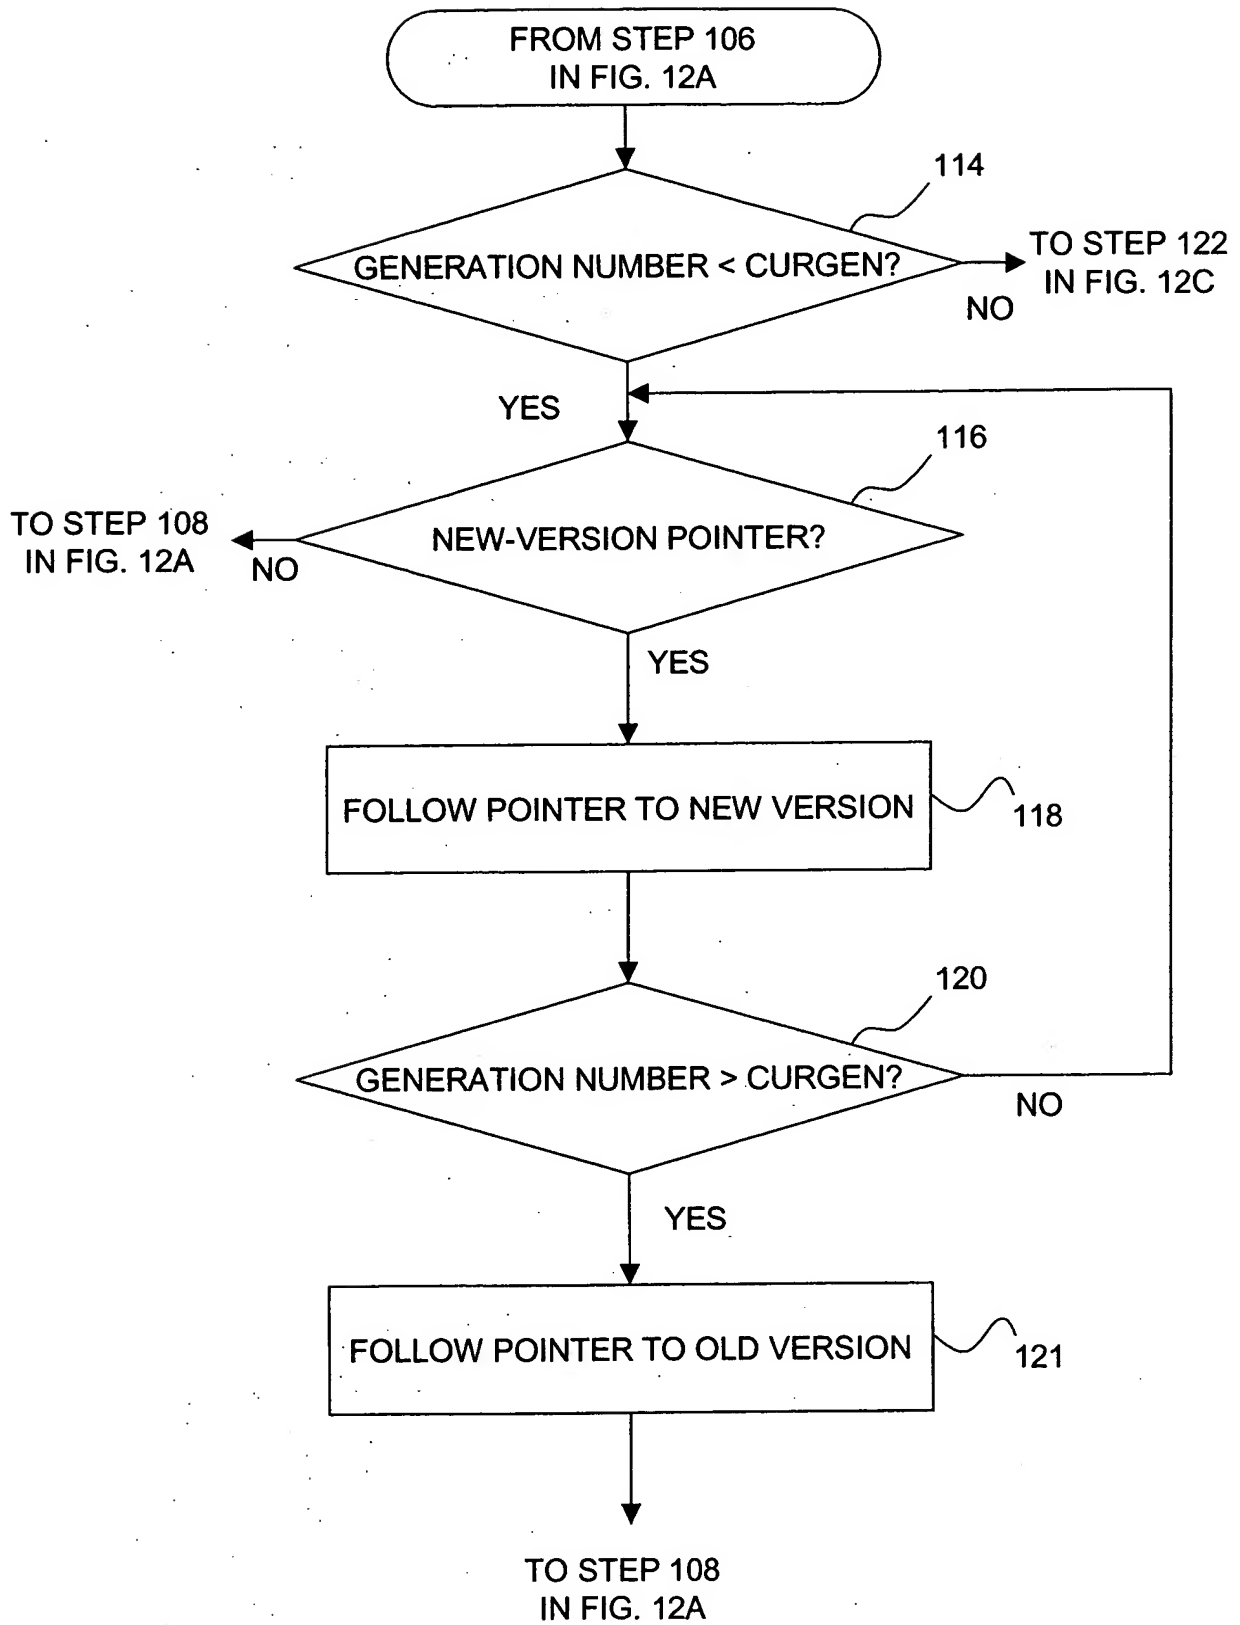 FROM STEP 106
IN FIG. 12A
114
GENERATION NUMBER < CURGEN?
TO STEP 122
IN FIG. 12C
NO
YES
116
NEW-VERSION POINTER?
TO STEP 108
IN FIG. 12A
NO
YES
FOLLOW POINTER TO NEW VERSION
118
120
GENERATION NUMBER > CURGEN?
NO
YES
FOLLOW POINTER TO OLD VERSION
121
TO STEP 108
IN FIG. 12A